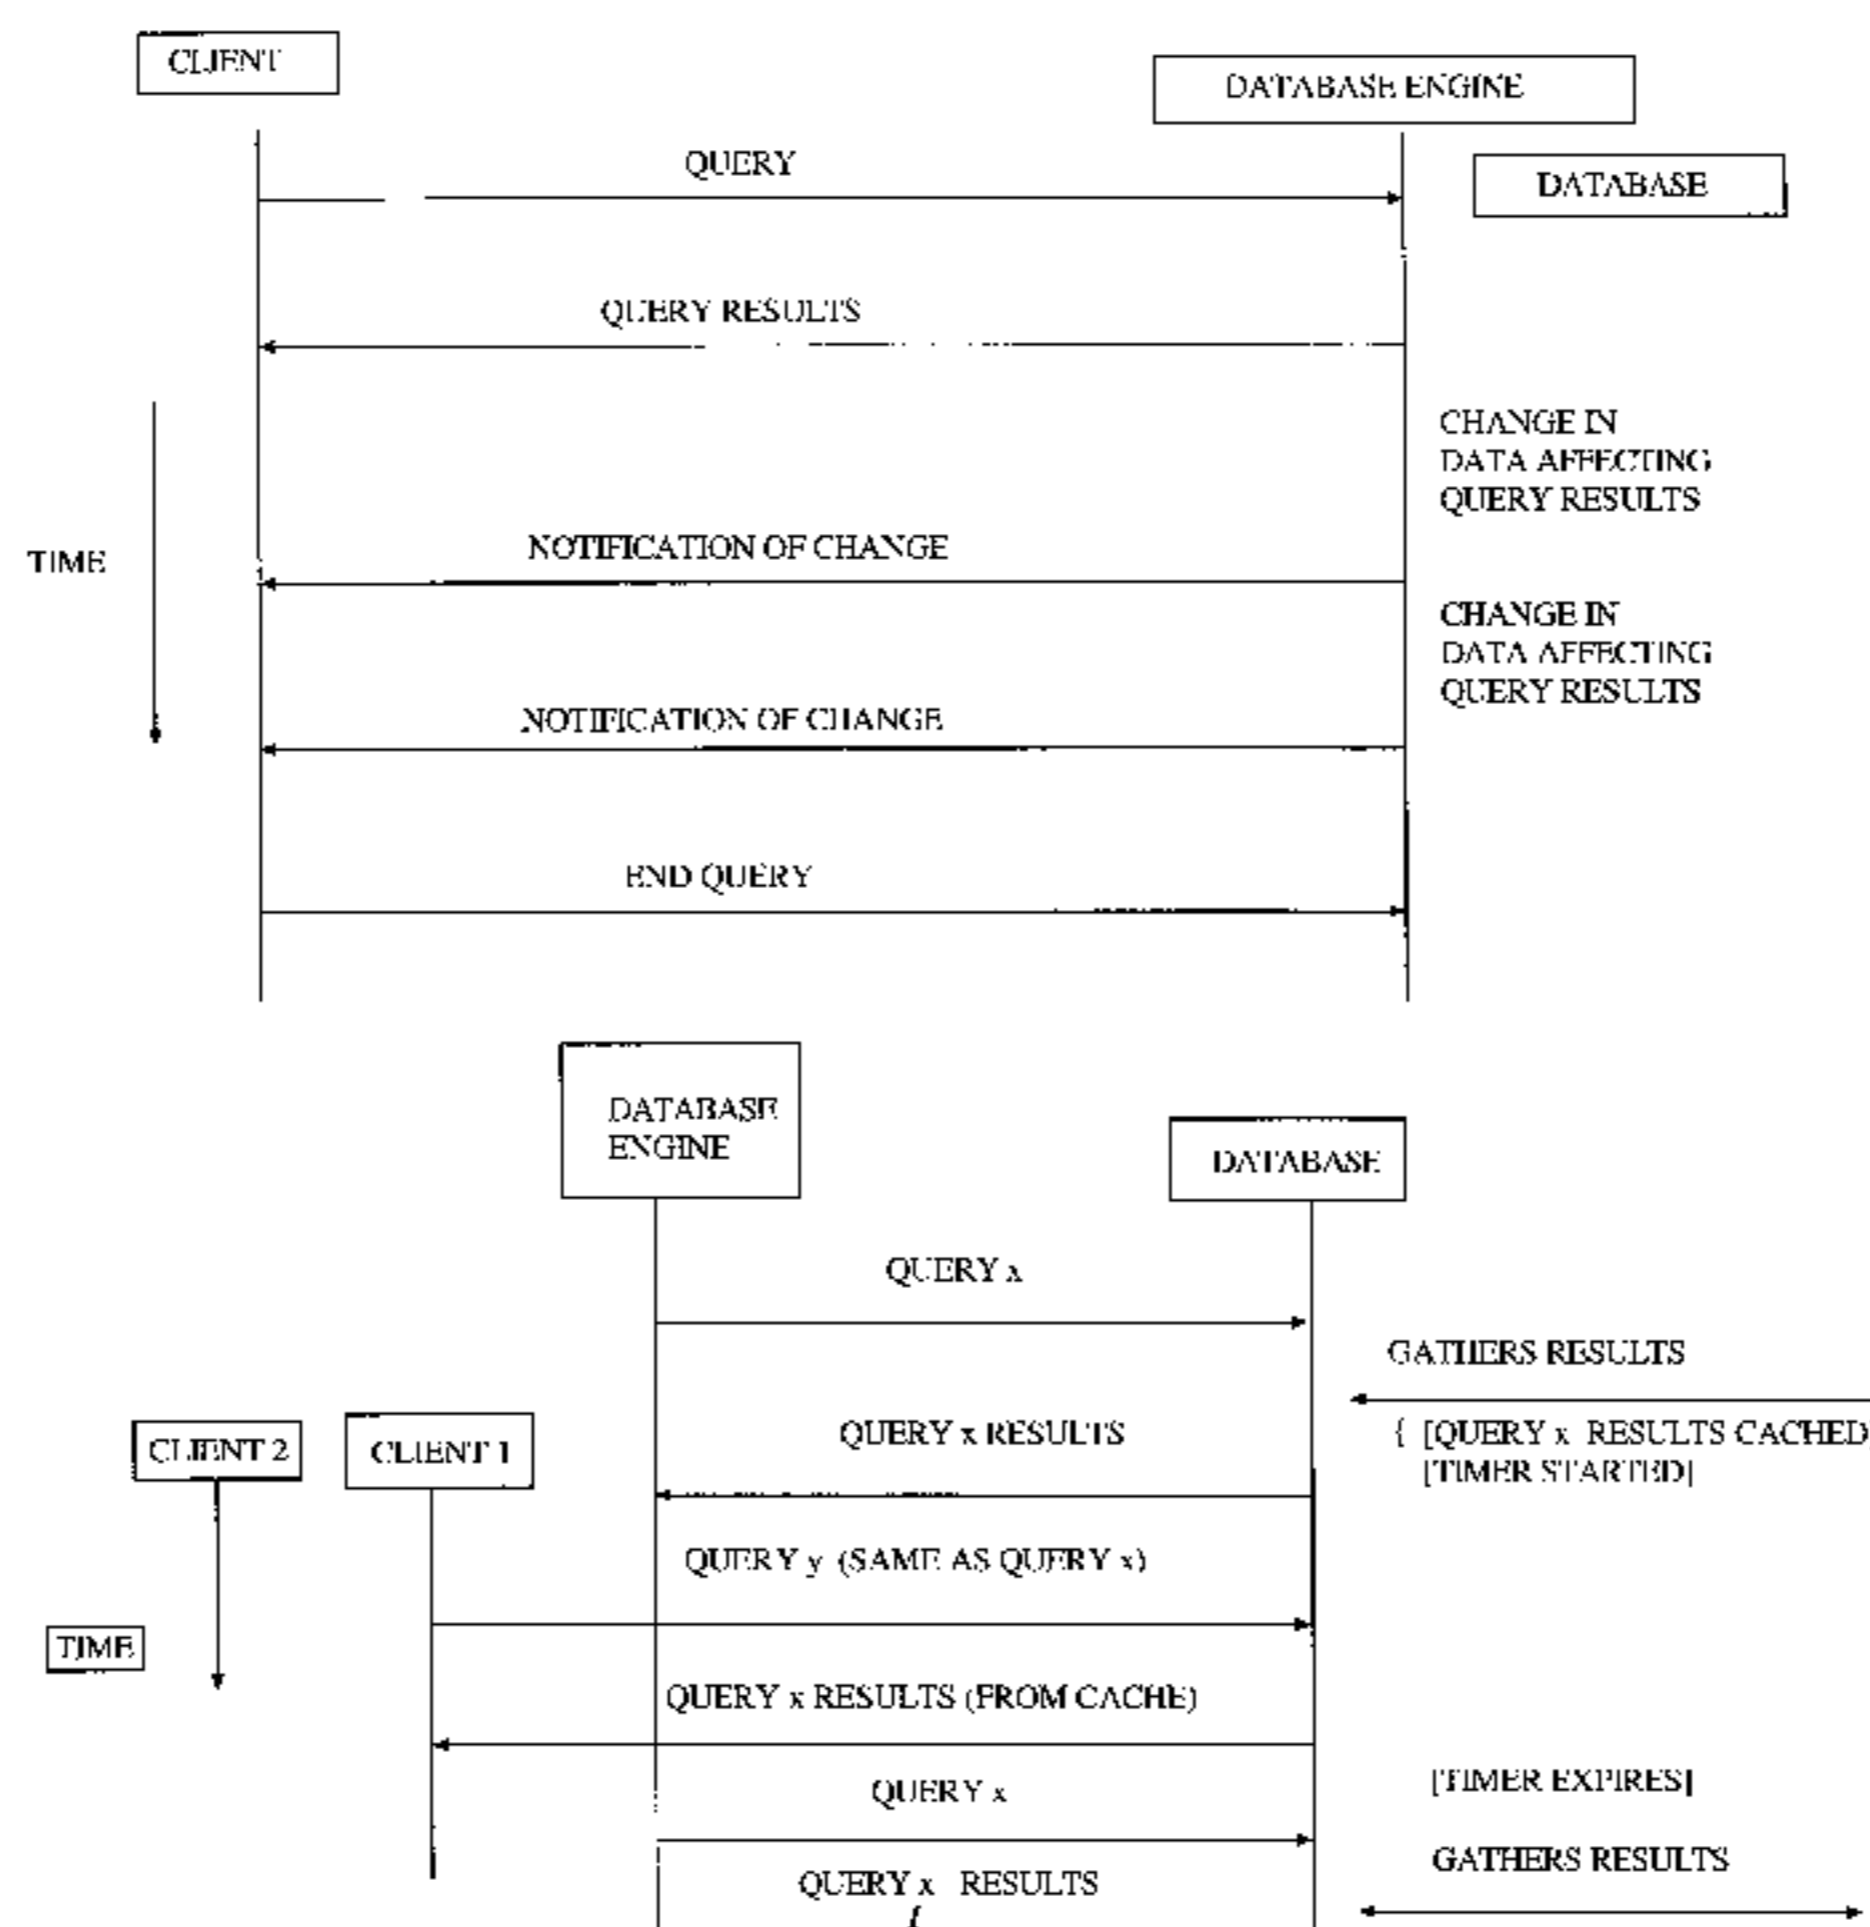 CLIENT
DATABASE ENGINE
QUERY
DATABASE
QUERY RESULTS
CHANGE IN
DATA AFFECTING
QUERY RESULTS
NOTIFICATION OF CHANGE
TIME
CHANGE IN
DATA AFFECTING
QUERY RESULTS
NOTIFICATION OF CHANGE
END QUERY
DATABASE
ENGINE
DATABASE
QUERY x
GATHERS RESULTS
QUERY x RESULTS
{ [QUERY x RESULTS CACHED]
[TIMER STARTED]
CLIENT 2
CLIENT 1
QUERY y (SAME AS QUERY x)
TIME
QUERY x RESULTS (FROM CACHE)
[TIMER EXPIRES]
QUERY x
GATHERS RESULTS
QUERY x RESULTS
{